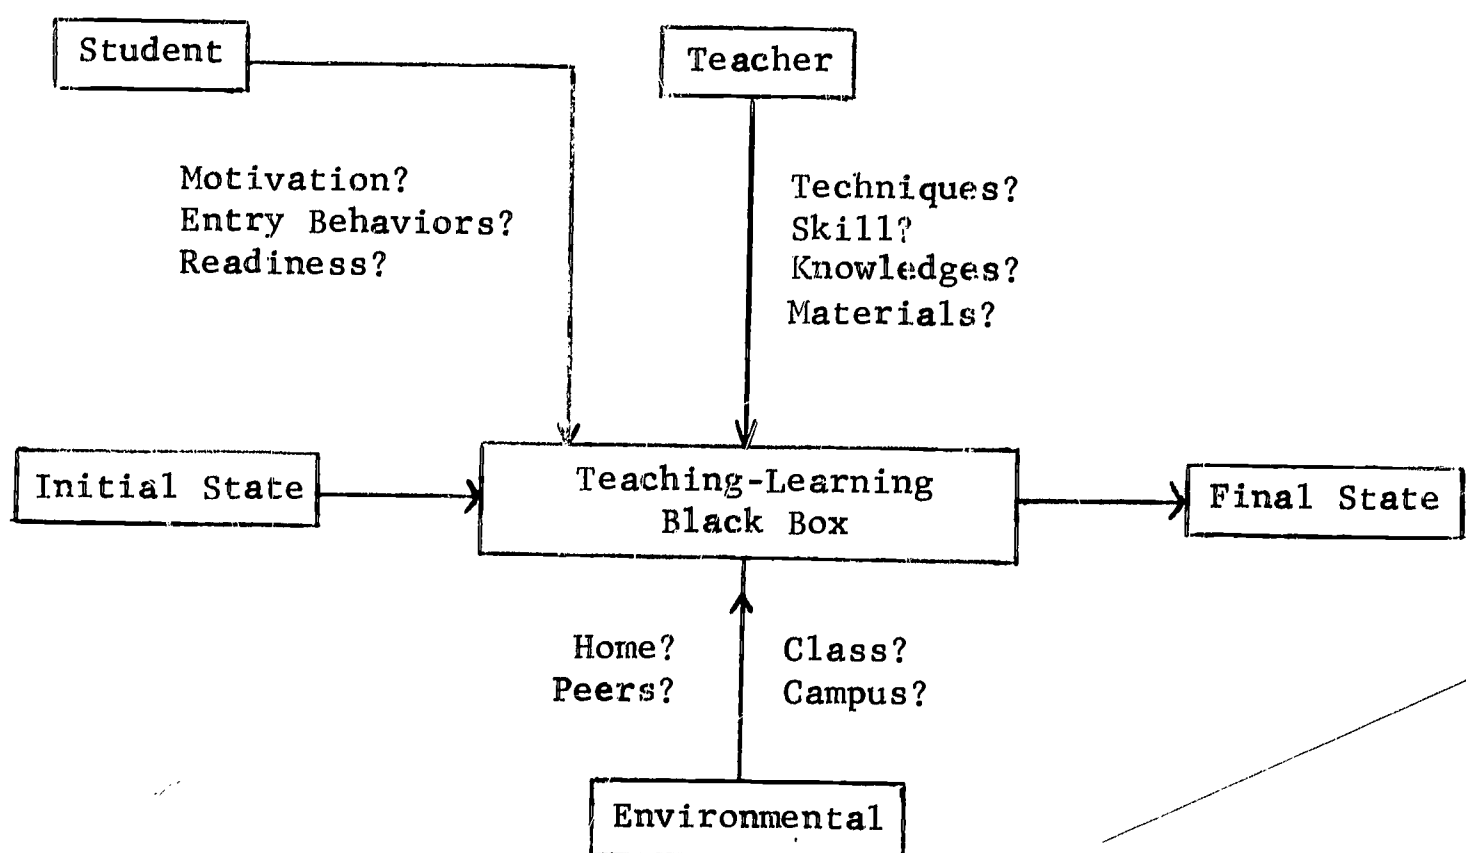 Student
Teacher
Motivation?
Entry Behaviors?
Readiness?
Techniques?
Skill?
Knowledges?
Materials?
Initial State
Teaching-Learning
Black Box
Final State
Home?
Peers?
Class?
Campus?
Environmental